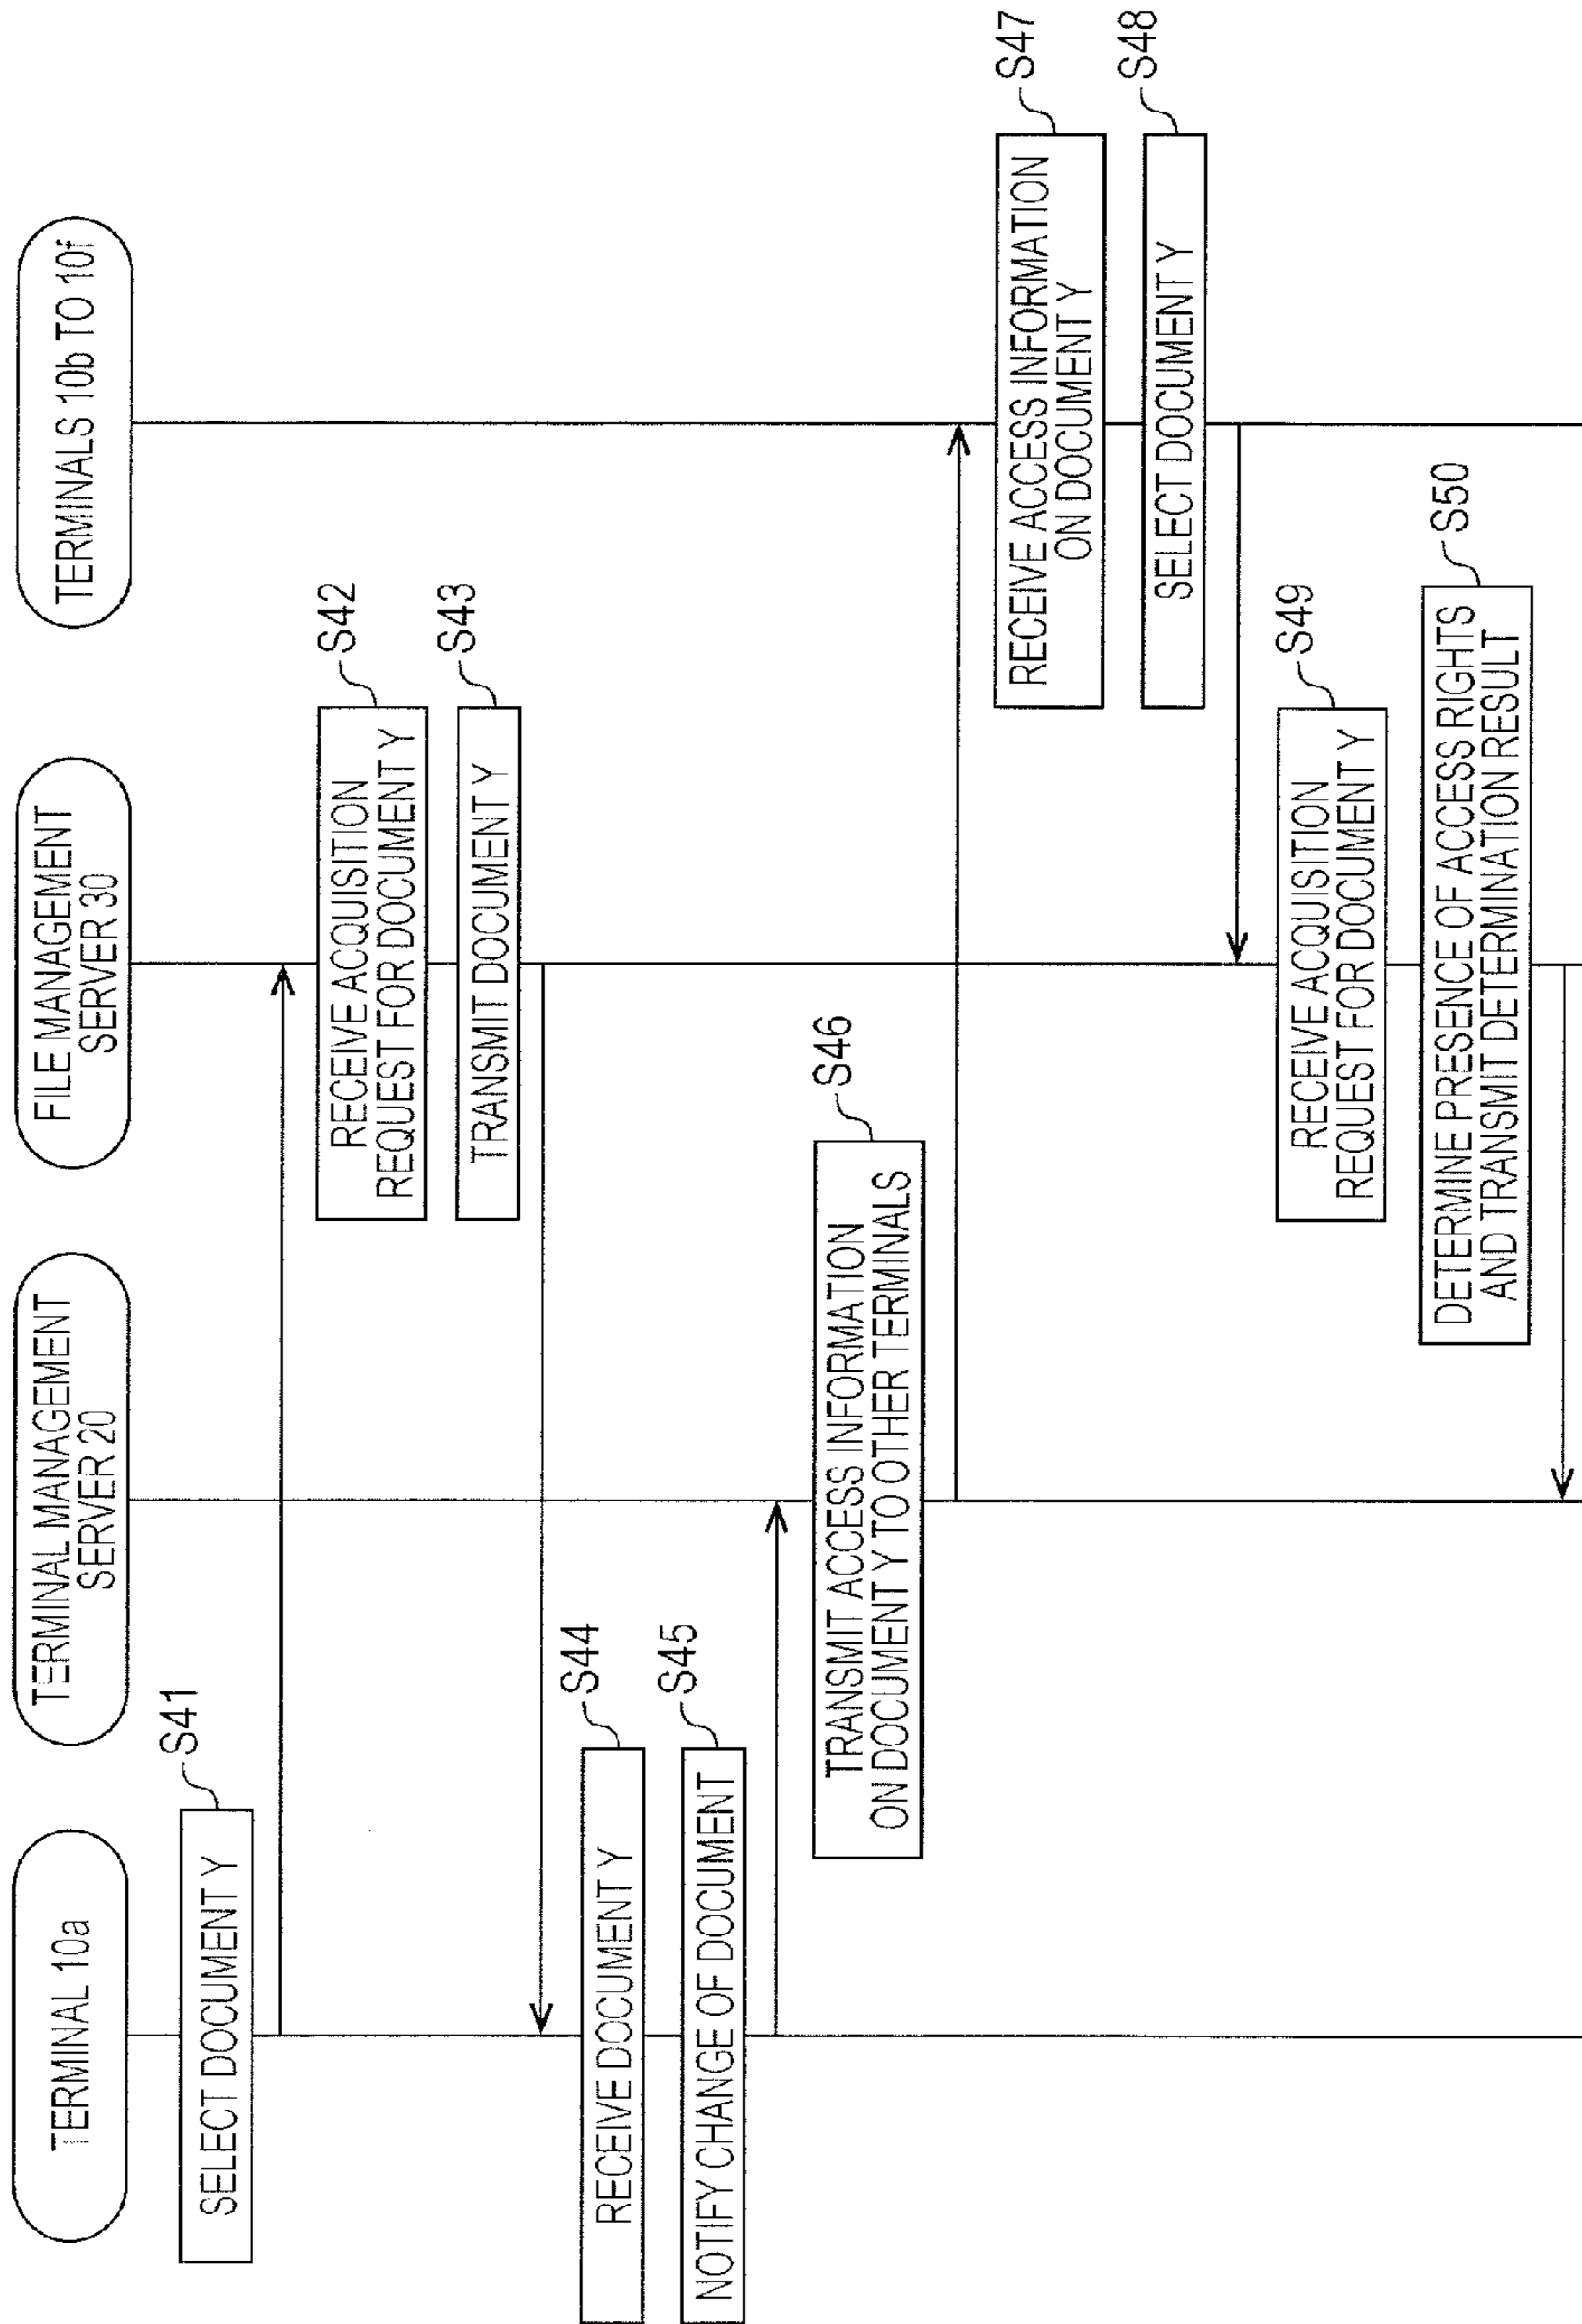 TERMINAL 10a
TERMINAL MANAGEMENT
SERVER 20
FILE MANAGEMENT
SERVER 30
TERMINALS 10b TO 10f
SELECT DOCUMENT Y
S41
RECEIVE ACQUISITION
REQUEST FOR DOCUMENT Y
S42
TRANSMIT DOCUMENT Y
S43
RECEIVE DOCUMENT Y
S44
NOTIFY CHANGE OF DOCUMENT
S45
TRANSMIT ACCESS INFORMATION
ON DOCUMENT Y TO OTHER TERMINALS
S46
RECEIVE ACCESS INFORMATION
ON DOCUMENT Y
S47
SELECT DOCUMENT Y
S48
RECEIVE ACQUISITION
REQUEST FOR DOCUMENT Y
S49
DETERMINE PRESENCE OF ACCESS RIGHTS
AND TRANSMIT DETERMINATION RESULT
S50